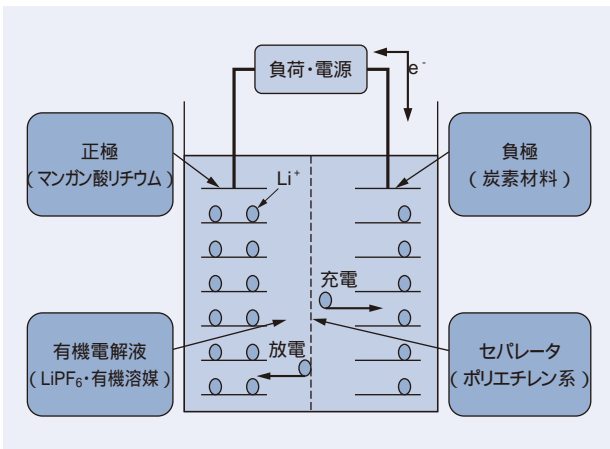 負荷・電源
e-
正極
(マンガン酸リチウム)
Li+
負極
(炭素材料)
充電
有機電解液
(LiPF6・有機溶媒)
放電
セパレータ
(ポリエチレン系)